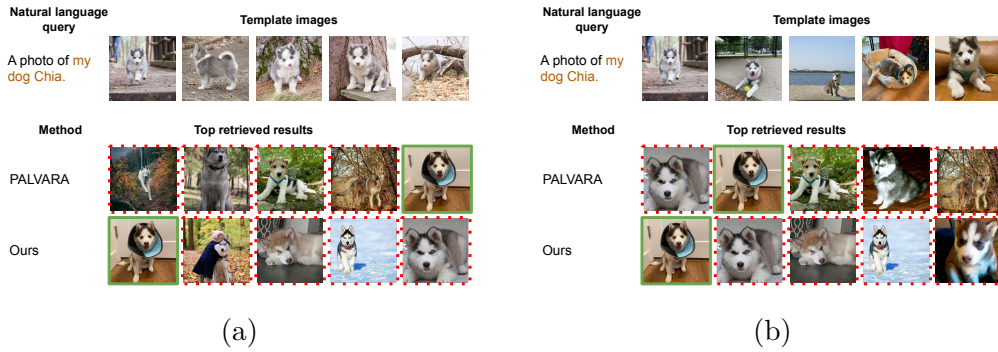 Natural language
query
Template images
A photo of my
dog Chia.
Method
Top retrieved results
PALVARA
Ours
(a)
Natural language
query
Template images
A photo of my
dog Chia.
Method
Top retrieved results
PALVARA
Ours
(b)